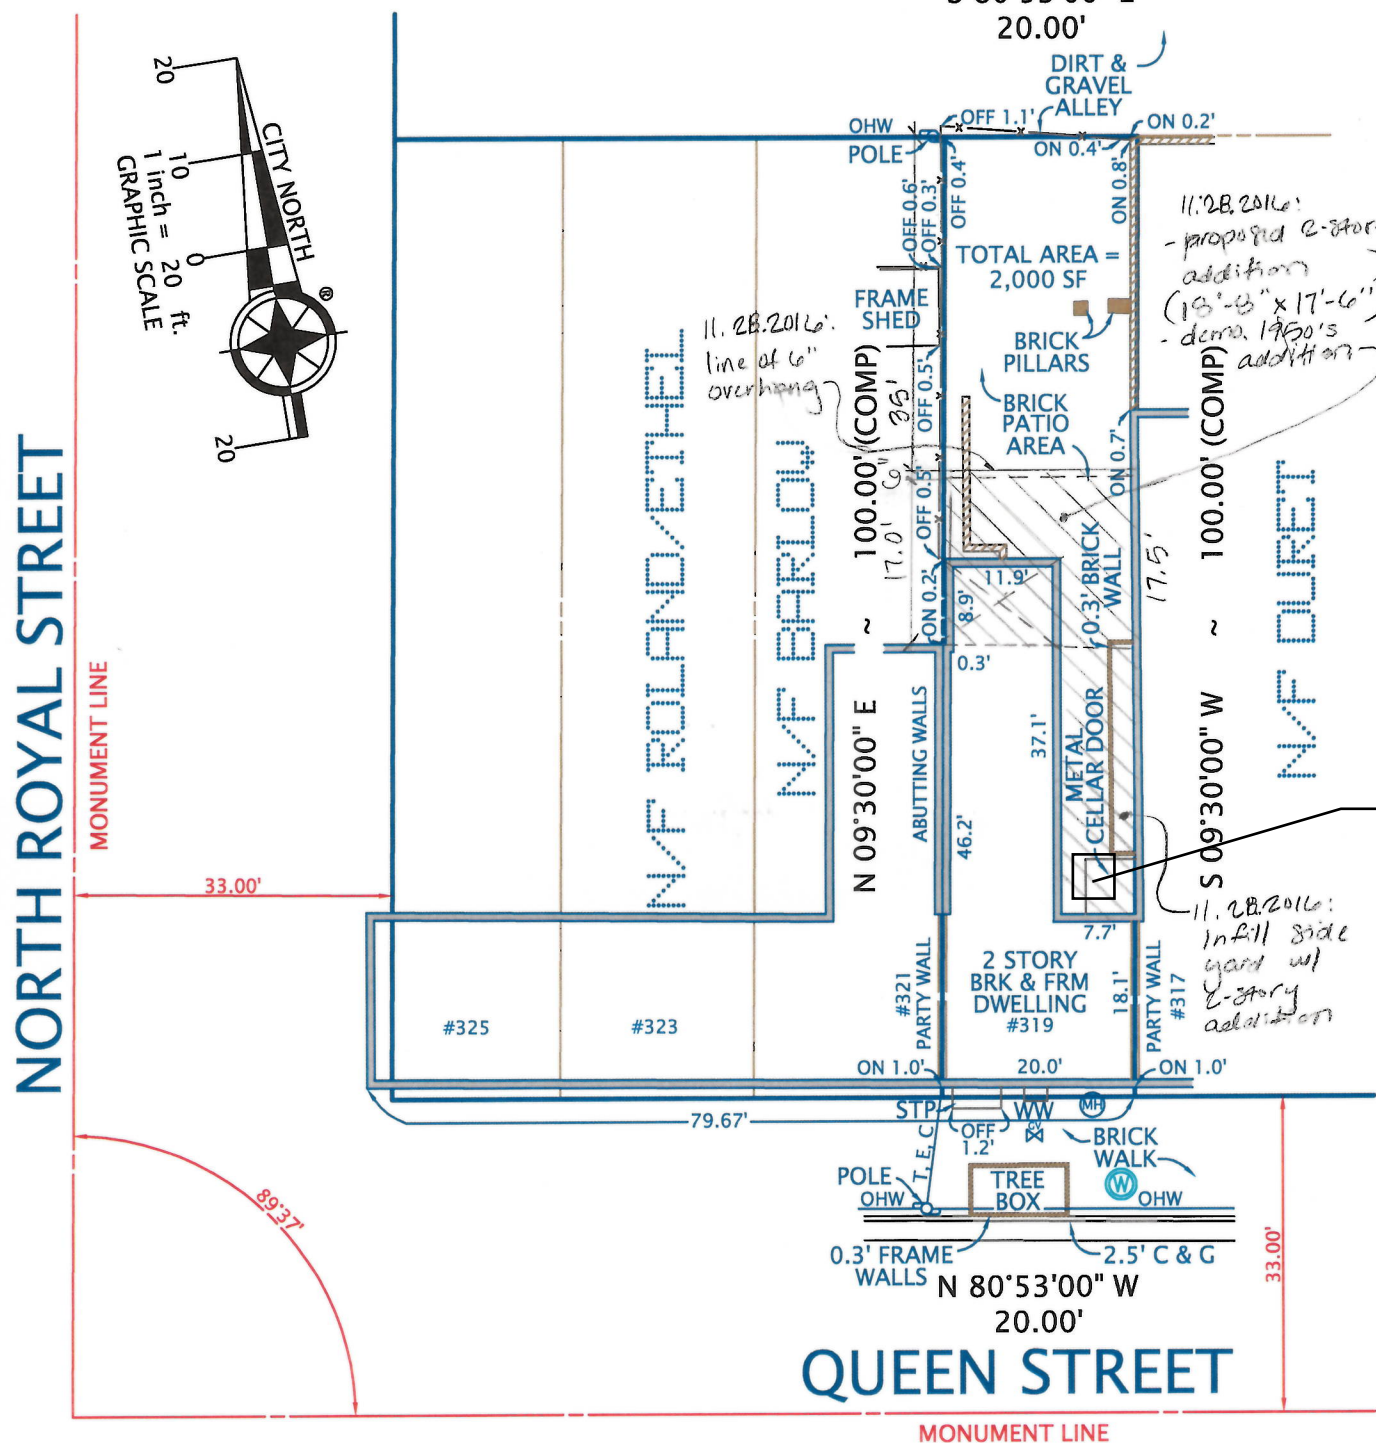 20.00'
DIRT &
GRAVEL
ALLEY
OHW
POLE
OFF 1.1'
ON 0.2'
ON 0.4'
OFF 0.6'
OFF 0.3'
OFF 0.4'
ON 0.8'
20
10
0
20
CITY NORTH
1 inch = 20 ft.
GRAPHIC SCALE
®
TOTAL AREA =
2,000 SF
11.28.2016:
- proposed 2-stor
addition
(18'-8" x 17'-6")
- demo. 1950's
addition
FRAME
SHED
BRICK
PILLARS
11.28.2016:
line of 6"
overhang
BRICK
PATIO
AREA
35'
6"
17.0'
OFF 0.5'
OFF 0.5'
ON 0.7'
17.5'
100.00' (COMP)
~
N 09°30'00" E
100.00' (COMP)
~
S 09°30'00" W
N/F ROLAND/ETHEL
N/F BARLOW
N/F DURET
11.9'
8.9'
ON 0.2'
0.3'
0.3' BRICK
WALL
ABUTTING WALLS
46.2'
37.1'
METAL
CELLAR DOOR
11.28.2016:
Infill side
yard w/
2-story
addition
7.7'
2 STORY
BRK & FRM
DWELLING
#319
18.1'
#321
PARTY WALL
PARTY WALL
#317
#325
#323
ON 1.0'
20.0'
ON 1.0'
79.67'
STP
WW
MH
OFF
1.2'
GV
BRICK
WALK
T, E, C
POLE
OHW
TREE
BOX
W
OHW
0.3' FRAME
WALLS
2.5' C & G
N 80°53'00" W
20.00'
QUEEN STREET
MONUMENT LINE
NORTH ROYAL STREET
MONUMENT LINE
33.00'
33.00'
89°37'